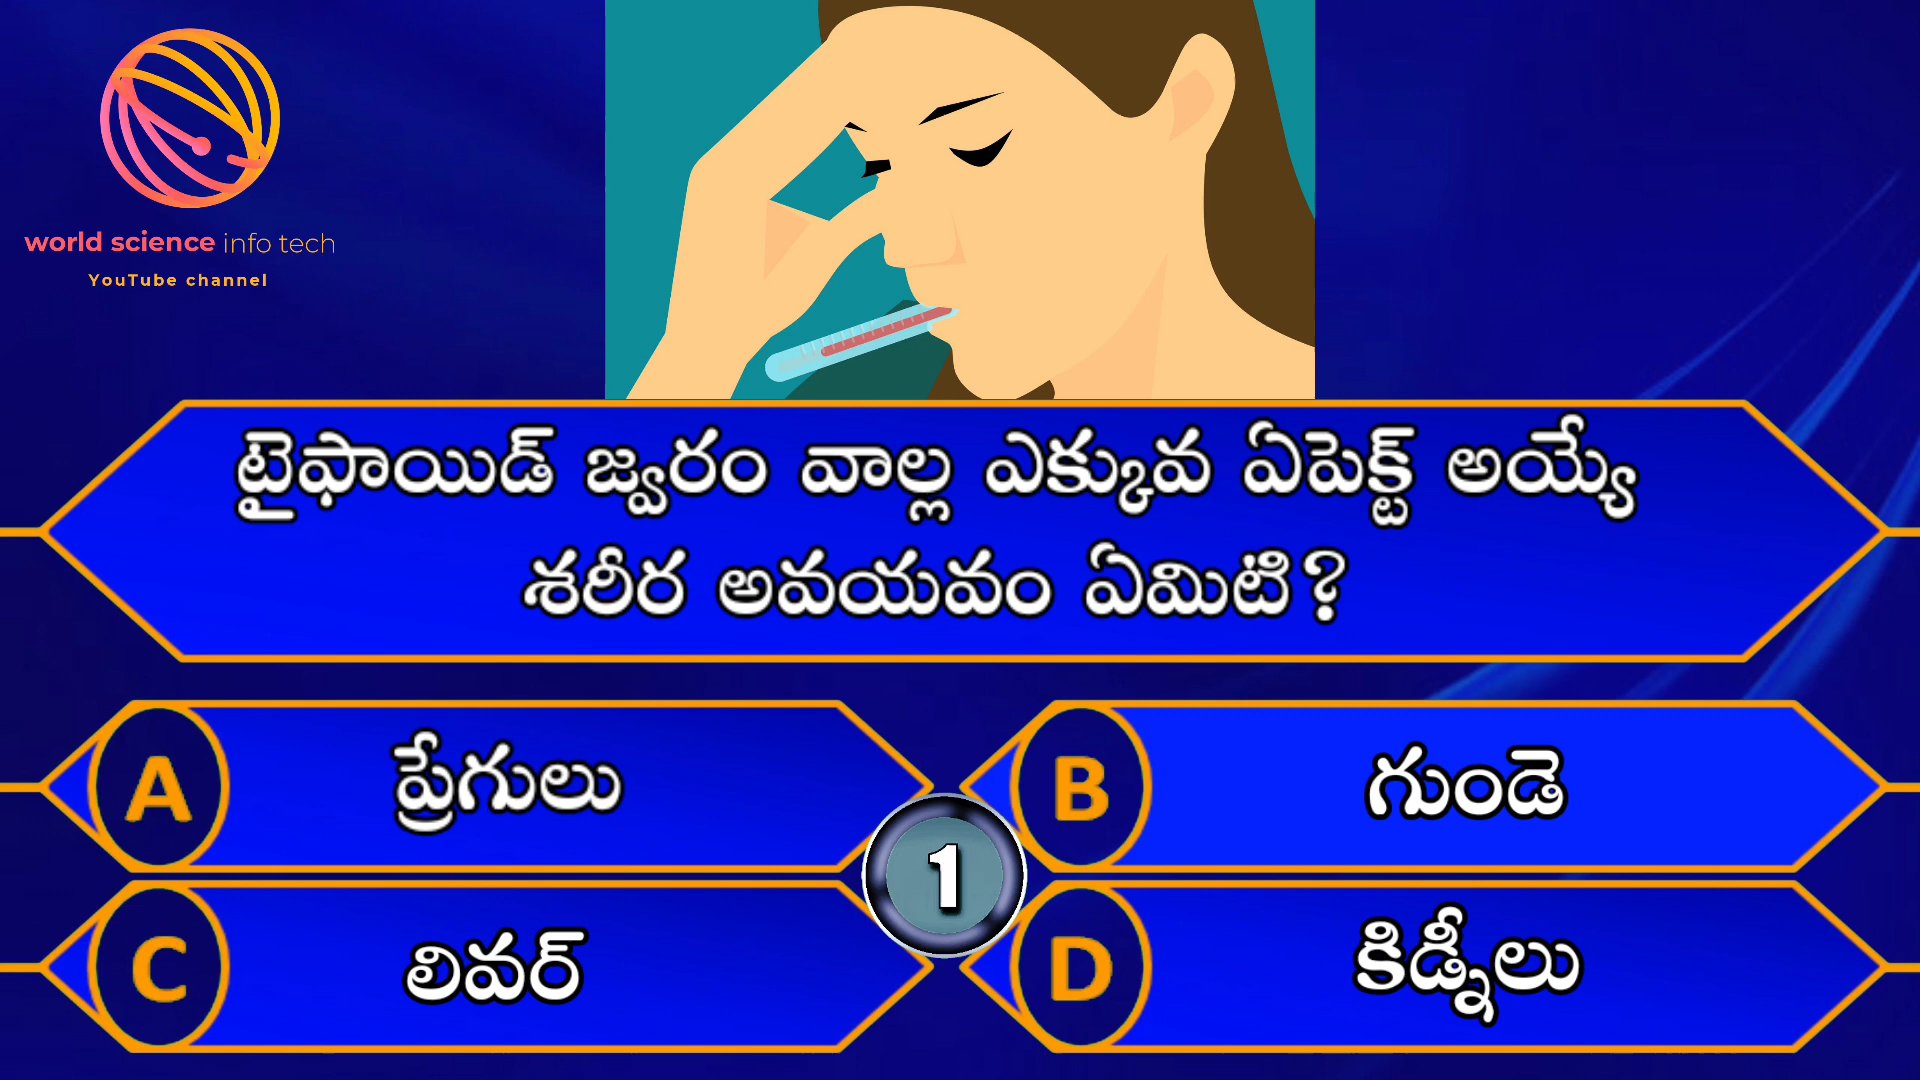 world science info tech
YouTube channel
టైఫాయిడ్ జ్వరం వాల్ల ఎక్కువ ఏపెక్ట్ అయ్యే
శరీర అవయవం ఏమిటి?
A ప్రేగులు
B గుండె
1
C లివర్
D కిడ్నీలు